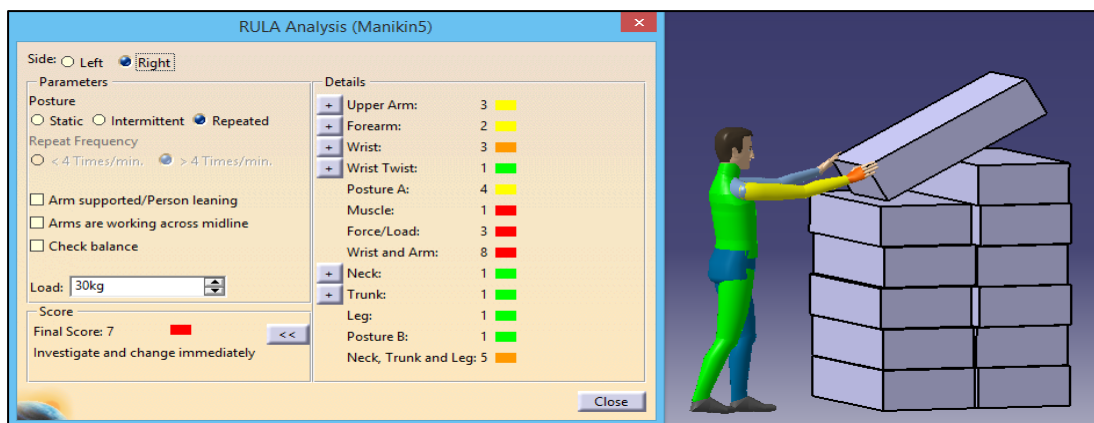 RULA Analysis (Manikin5)
Side: Left Right
Parameters
Posture
Static Intermittent Repeated
Repeat Frequency
< 4 Times/min. > 4 Times/min.
Arm supported/Person leaning
Arms are working across midline
Check balance
Load: 30kg
Score
Final Score: 7
<<
Investigate and change immediately
Details
+ Upper Arm: 3
+ Forearm: 2
+ Wrist: 3
+ Wrist Twist: 1
Posture A: 4
Muscle: 1
Force/Load: 3
Wrist and Arm: 8
+ Neck: 1
+ Trunk: 1
Leg: 1
Posture B: 1
Neck, Trunk and Leg: 5
Close